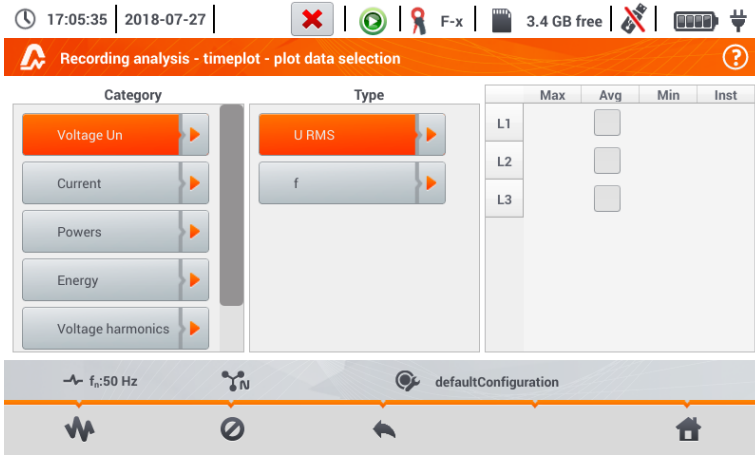 17:05:35 2018-07-27 F-x 3.4 GB free
Recording analysis - timeplot - plot data selection ?
Category Type Max Avg Min Inst
Voltage Un U RMS L1
Current f L2
Powers L3
Energy
Voltage harmonics
fn:50 Hz N defaultConfiguration